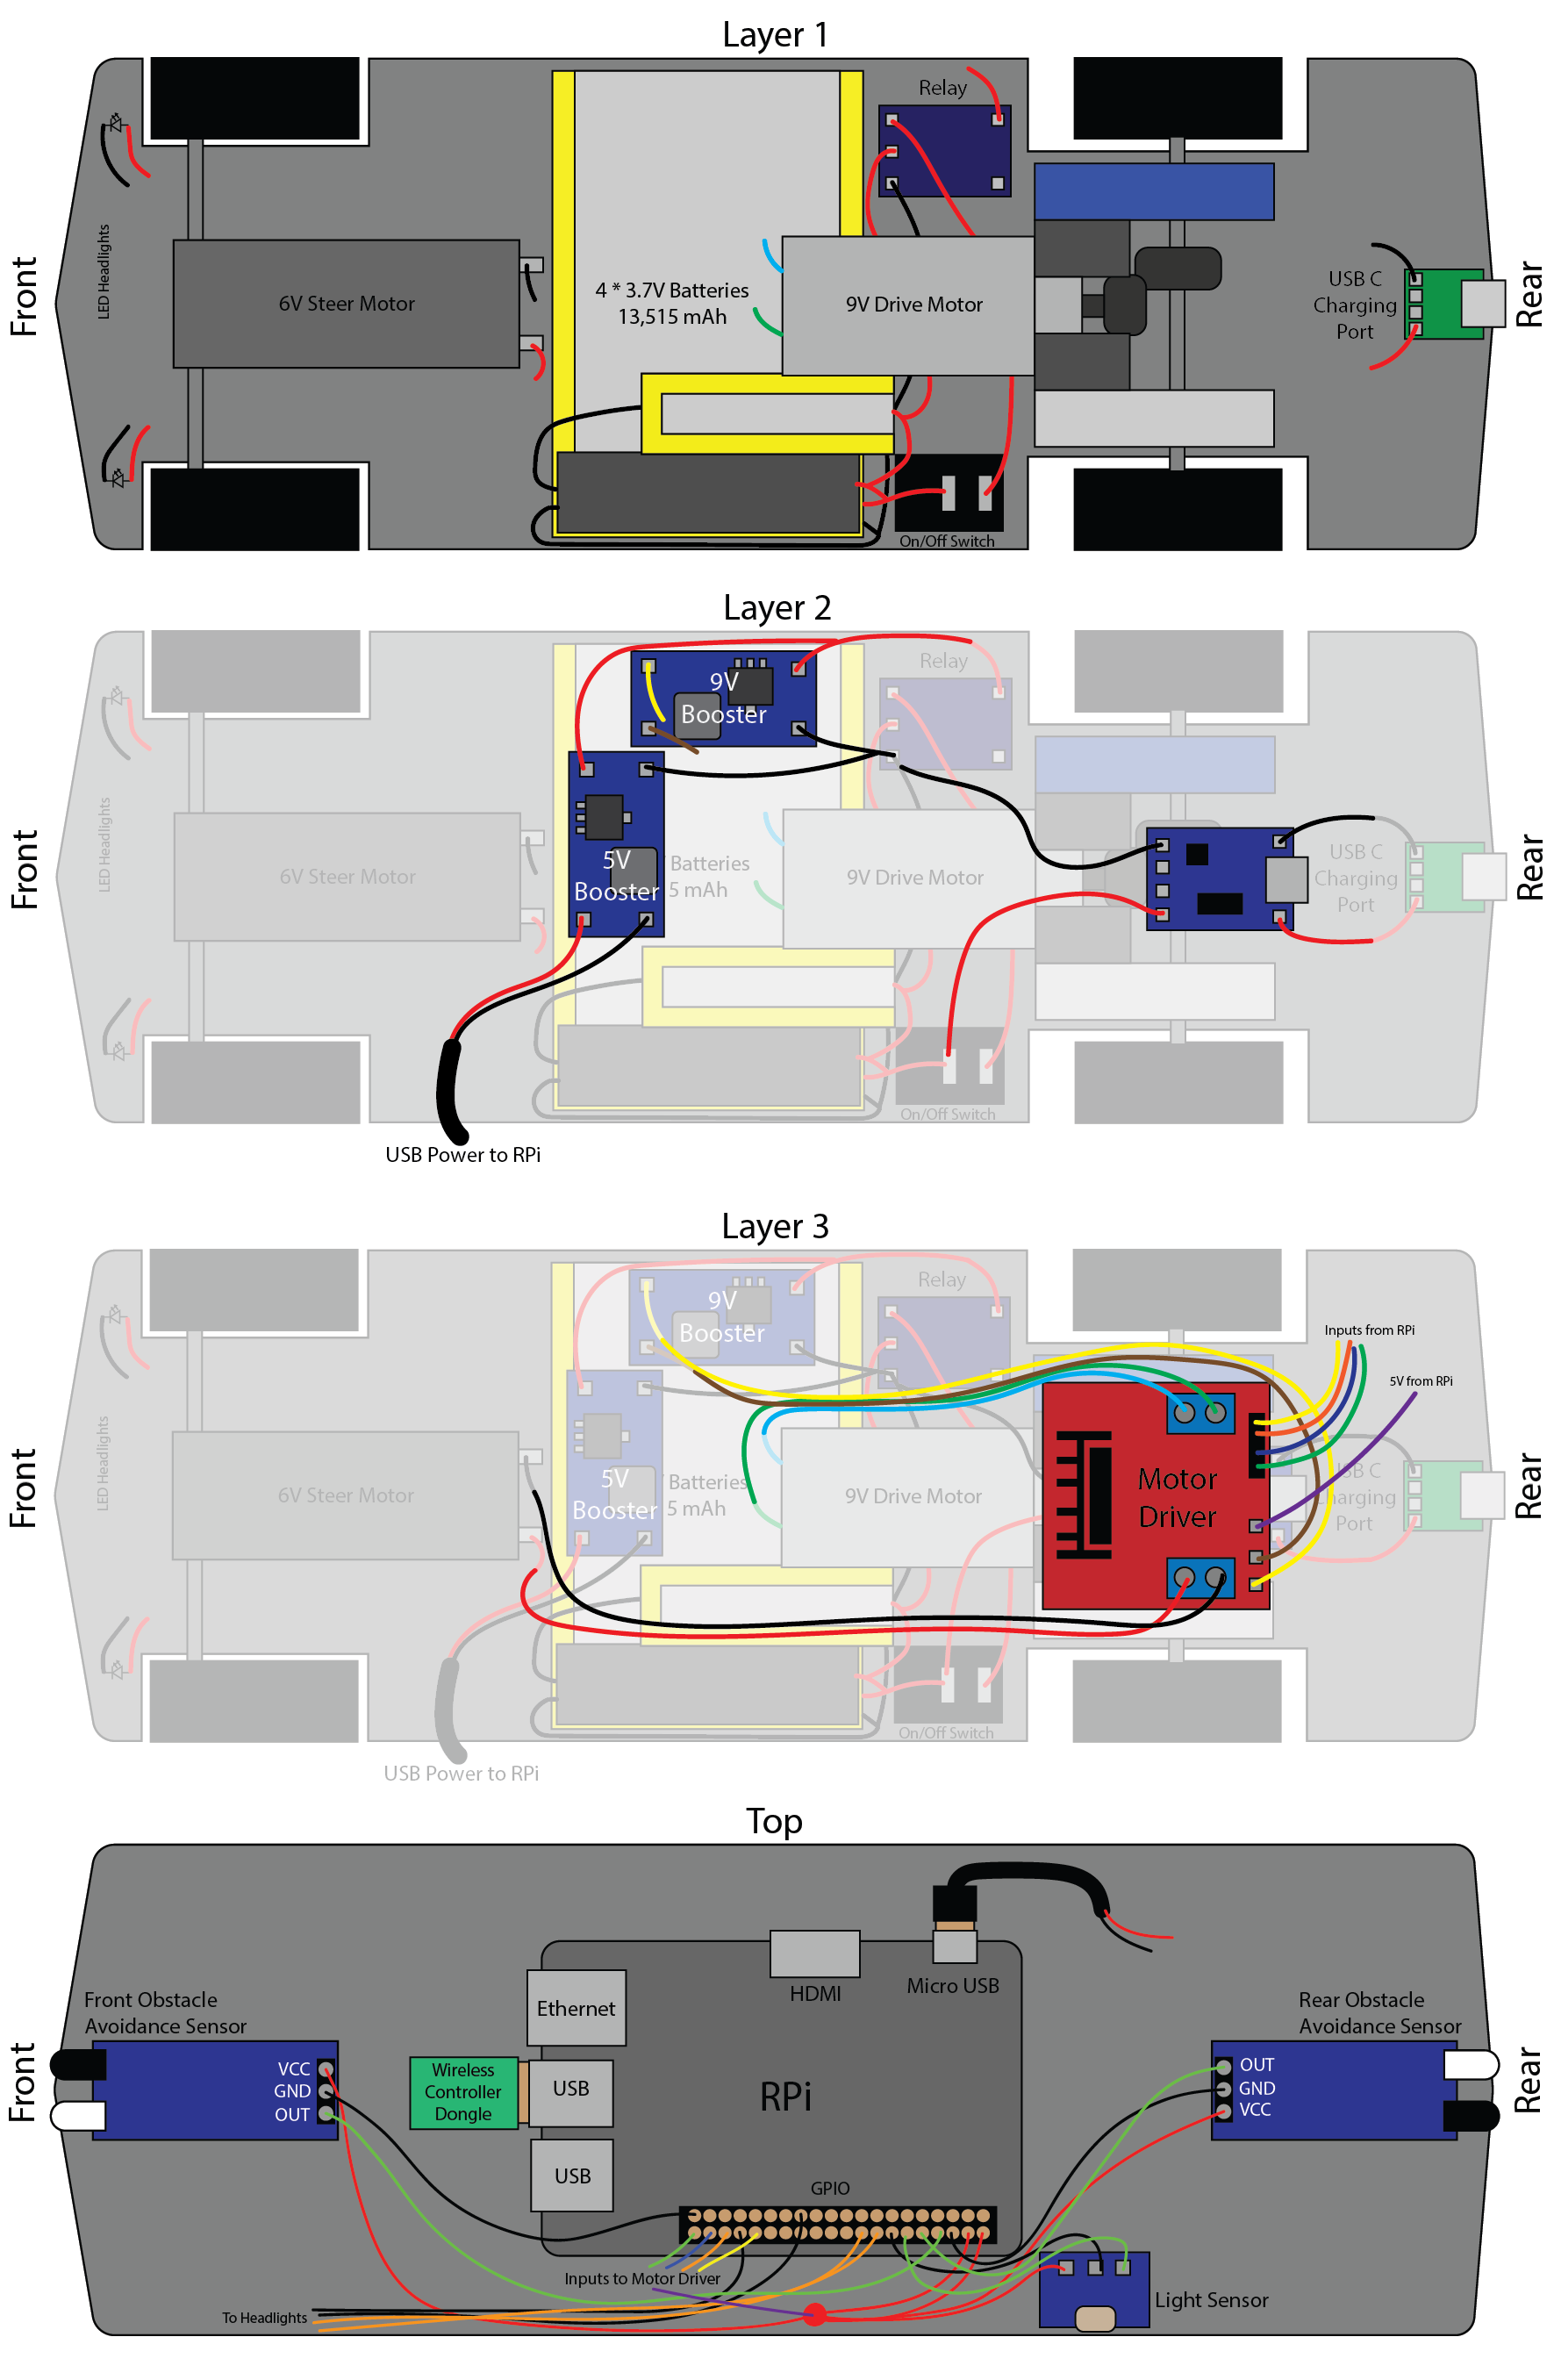 Layer 1
Relay
LED Headlights
Front
6V Steer Motor
4 * 3.7V Batteries
13,515 mAh
9V Drive Motor
USB C
Charging
Port
Rear
On/Off Switch
Layer 2
Relay
9V
Booster
LED Headlights
Front
6V Steer Motor
5V
Booster
Batteries
5 mAh
9V Drive Motor
USB C
Charging
Port
Rear
On/Off Switch
USB Power to RPi
Layer 3
Relay
9V
Booster
Inputs from RPi
5V from RPi
LED Headlights
Front
6V Steer Motor
5V
Booster
Batteries
5 mAh
9V Drive Motor
Motor
Driver
USB C
Charging
Port
Rear
On/Off Switch
USB Power to RPi
Top
Front Obstacle
Avoidance Sensor
Ethernet
HDMI
Micro USB
Rear Obstacle
Avoidance Sensor
Front
VCC
GND
OUT
Wireless
Controller
Dongle
USB
RPi
OUT
GND
VCC
Rear
USB
GPIO
Inputs to Motor Driver
To Headlights
Light Sensor